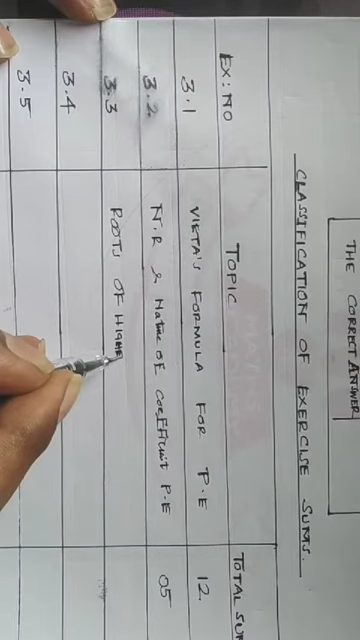 THE CORRECT ANSWER
CLASSIFICATION OF EXERCISE SUMS.
EX: NO TOPIC TOTAL SU
3.1 VIETA'S FORMULA FOR P.E 12.
3.2 N.R & Nature OF COEFFICIENT P.E 05
3.3 ROOTS OF HIGHE
3.4
3.5